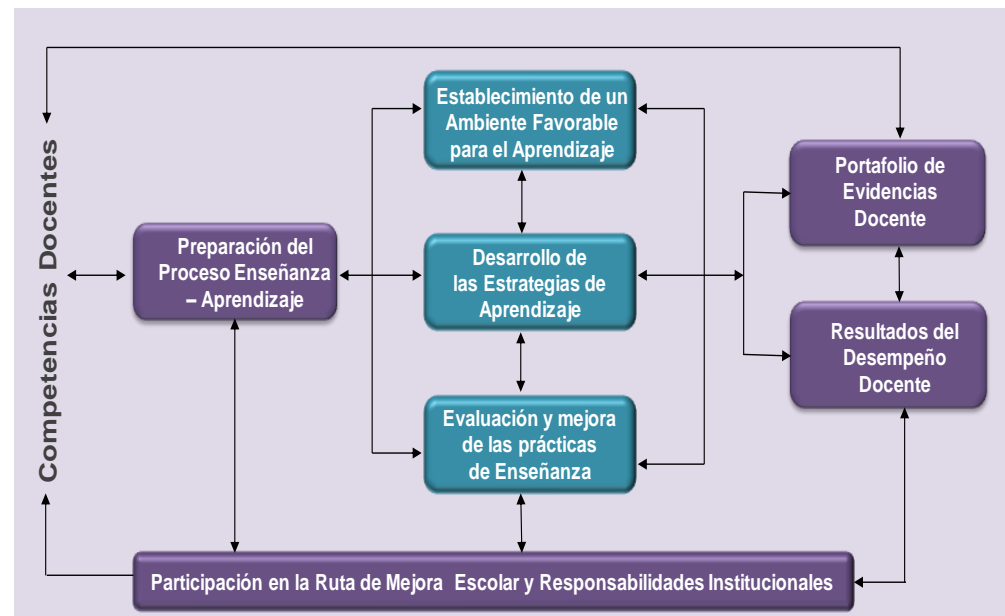 Competencias Docentes
Preparación del
Proceso Enseñanza
– Aprendizaje
Establecimiento de un
Ambiente Favorable
para el Aprendizaje
Desarrollo de
las Estrategias de
Aprendizaje
Evaluación y mejora
de las prácticas
de Enseñanza
Portafolio de
Evidencias
Docente
Resultados del
Desempeño
Docente
Participación en la Ruta de Mejora Escolar y Responsabilidades Institucionales